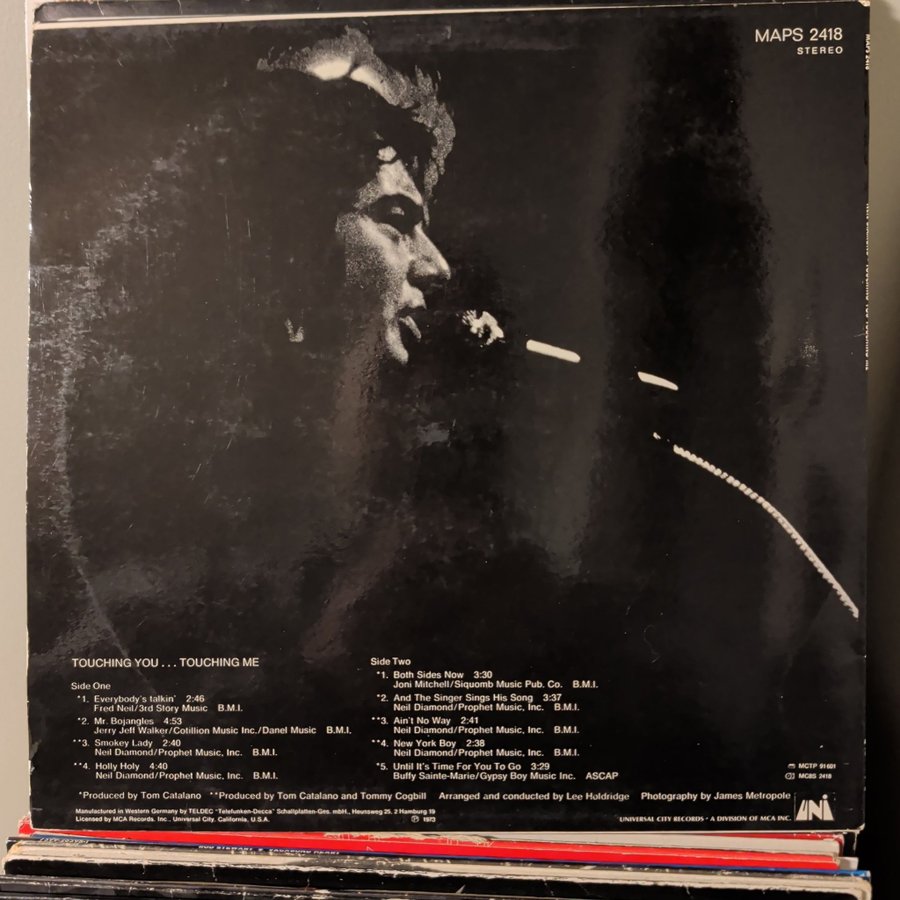 MAPS 2418
STEREO
TOUCHING YOU . . . TOUCHING ME
Side One
*1. Everybody's talkin' 2:46
Fred Neil/3rd Story Music B.M.I.
*2. Mr. Bojangles 4:53
Jerry Jeff Walker/Cotillion Music Inc./Danel Music B.M.I.
**3. Smokey Lady 2:40
Neil Diamond/Prophet Music, Inc. B.M.I.
**4. Holly Holy 4:40
Neil Diamond/Prophet Music, Inc. B.M.I.
Side Two
*1. Both Sides Now 3:30
Joni Mitchell/Siquomb Music Pub. Co. B.M.I.
*2. And The Singer Sings His Song 3:37
Neil Diamond/Prophet Music, Inc. B.M.I.
**3. Ain't No Way 2:41
Neil Diamond/Prophet Music, Inc. B.M.I.
**4. New York Boy 2:38
Neil Diamond/Prophet Music, Inc. B.M.I.
*5. Until It's Time For You To Go 3:29
Buffy Sainte-Marie/Gypsy Boy Music Inc. ASCAP
MCTP 91601
MCBS 2418
*Produced by Tom Catalano **Produced by Tom Catalano and Tommy Cogbill Arranged and conducted by Lee Holdridge Photography by James Metropole
UNI
Manufactured in Western Germany by TELDEC "Telefunken-Decca" Schallplatten-Ges. mbH., Heussweg 25, 2 Hamburg 19
Licensed by MCA Records, Inc., Universal City, California, U.S.A. Ⓟ 1973
UNIVERSAL CITY RECORDS · A DIVISION OF MCA INC.
ROD STEWART